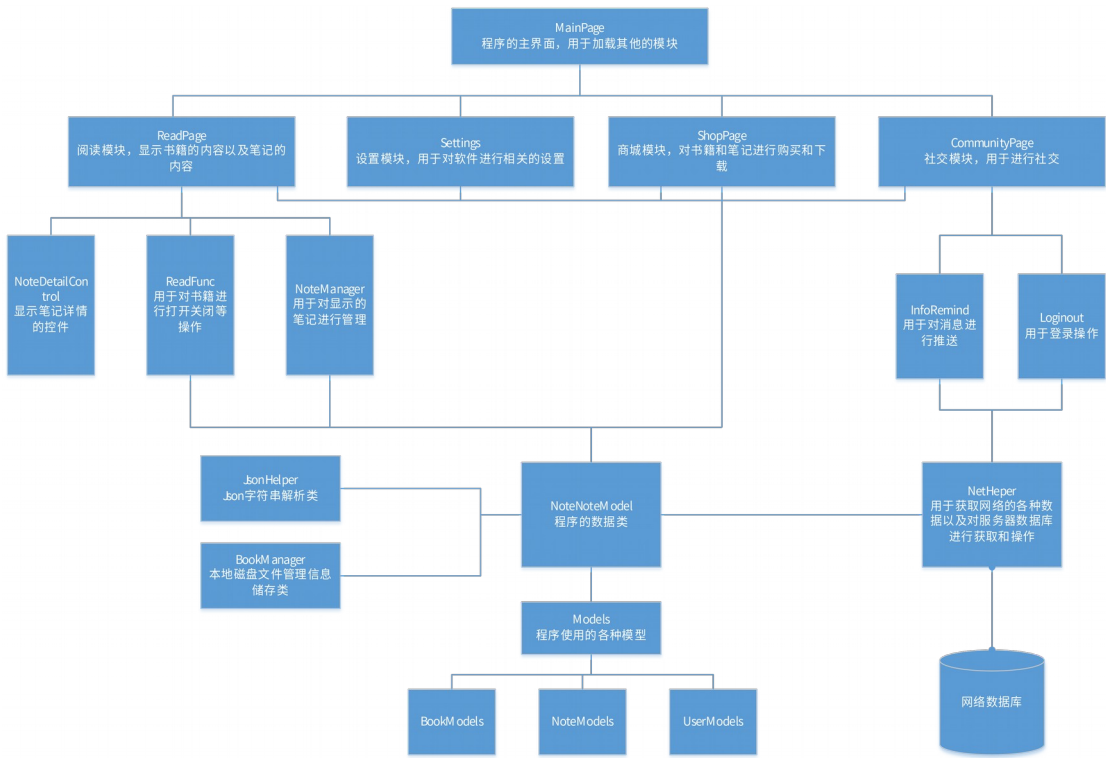 MainPage
程序的主界面，用于加载其他的模块
ReadPage
阅读模块，显示书籍的内容以及笔记的
内容
Settings
设置模块，用于对软件进行相关的设置
ShopPage
商城模块，对书籍和笔记进行购买和下
载
CommunityPage
社交模块，用于进行社交
NoteDetailCon
trol
显示笔记详情
的控件
ReadFunc
用于对书籍进
行打开关闭等
操作
NoteManager
用于对显示的
笔记进行管理
InfoRemind
用于对消息进
行推送
Loginout
用于登录操作
JsonHelper
Json字符串解析类
BookManager
本地磁盘文件管理信息
储存类
NoteNoteModel
程序的数据类
NetHeper
用于获取网络的各种数
据以及对服务器数据库
进行获取和操作
Models
程序使用的各种模型
BookModels
NoteModels
UserModels
网络数据库